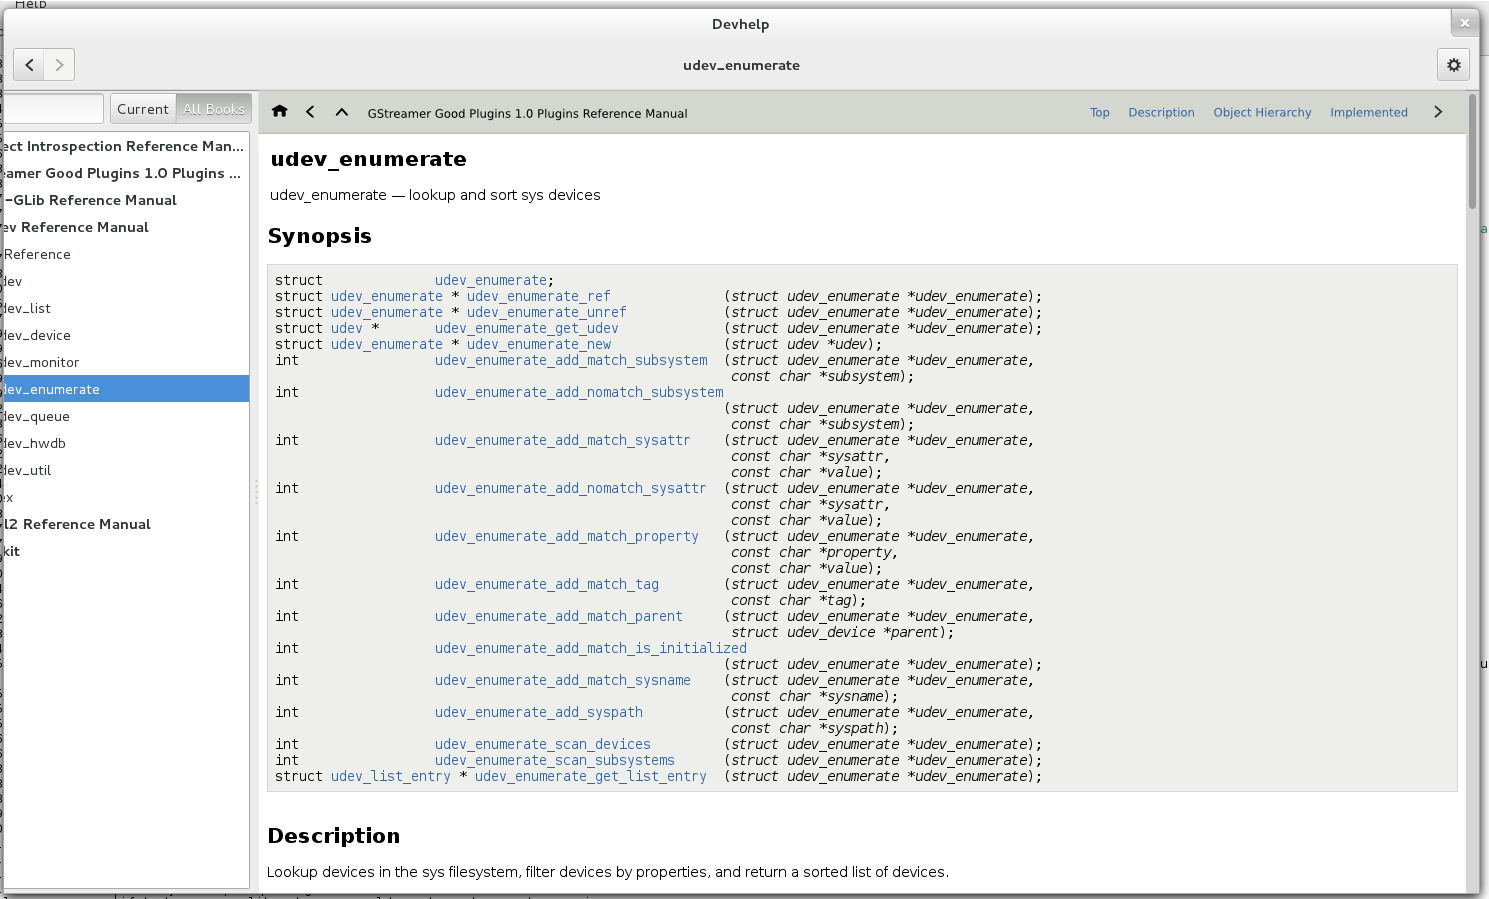 Help
Devhelp
udev_enumerate
Current All Books
GStreamer Good Plugins 1.0 Plugins Reference Manual Top Description Object Hierarchy Implemented
ect Introspection Reference Man...
amer Good Plugins 1.0 Plugins ...
-GLib Reference Manual
ev Reference Manual
Reference
dev
dev_list
dev_device
dev_monitor
dev_enumerate
dev_queue
dev_hwdb
dev_util
ex
l2 Reference Manual
kit
udev_enumerate
udev_enumerate — lookup and sort sys devices
Synopsis
struct udev_enumerate;
struct udev_enumerate * udev_enumerate_ref (struct udev_enumerate *udev_enumerate);
struct udev_enumerate * udev_enumerate_unref (struct udev_enumerate *udev_enumerate);
struct udev * udev_enumerate_get_udev (struct udev_enumerate *udev_enumerate);
struct udev_enumerate * udev_enumerate_new (struct udev *udev);
int udev_enumerate_add_match_subsystem (struct udev_enumerate *udev_enumerate,
const char *subsystem);
int udev_enumerate_add_nomatch_subsystem
(struct udev_enumerate *udev_enumerate,
const char *subsystem);
int udev_enumerate_add_match_sysattr (struct udev_enumerate *udev_enumerate,
const char *sysattr,
const char *value);
int udev_enumerate_add_nomatch_sysattr (struct udev_enumerate *udev_enumerate,
const char *sysattr,
const char *value);
int udev_enumerate_add_match_property (struct udev_enumerate *udev_enumerate,
const char *property,
const char *value);
int udev_enumerate_add_match_tag (struct udev_enumerate *udev_enumerate,
const char *tag);
int udev_enumerate_add_match_parent (struct udev_enumerate *udev_enumerate,
struct udev_device *parent);
int udev_enumerate_add_match_is_initialized
(struct udev_enumerate *udev_enumerate);
int udev_enumerate_add_match_sysname (struct udev_enumerate *udev_enumerate,
const char *sysname);
int udev_enumerate_add_syspath (struct udev_enumerate *udev_enumerate,
const char *syspath);
int udev_enumerate_scan_devices (struct udev_enumerate *udev_enumerate);
int udev_enumerate_scan_subsystems (struct udev_enumerate *udev_enumerate);
struct udev_list_entry * udev_enumerate_get_list_entry (struct udev_enumerate *udev_enumerate);
Description
Lookup devices in the sys filesystem, filter devices by properties, and return a sorted list of devices.